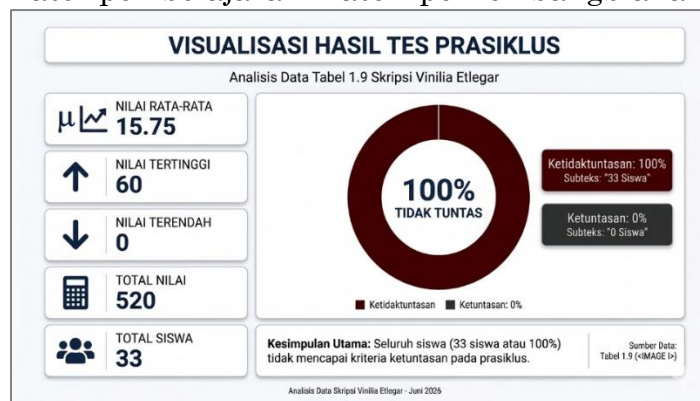 VISUALISASI HASIL TES PRASIKLUS
Analisis Data Tabel 1.9 Skripsi Vinilia Etlegar
μ NILAI RATA-RATA
15.75
NILAI TERTINGGI
60
NILAI TERENDAH
0
TOTAL NILAI
520
TOTAL SISWA
33
100%
TIDAK TUNTAS
Ketidaktuntasan: 100%
Subteks: "33 Siswa"
Ketuntasan: 0%
Subteks: "0 Siswa"
Ketidaktuntasan Ketuntasan: 0%
Kesimpulan Utama: Seluruh siswa (33 siswa atau 100%)
tidak mencapai kriteria ketuntasan pada prasiklus.
Sumber Data:
Tabel 1.9 (<IMAGE I>)
Analisis Data Skripsi Vinilia Etlegar - Juni 2026